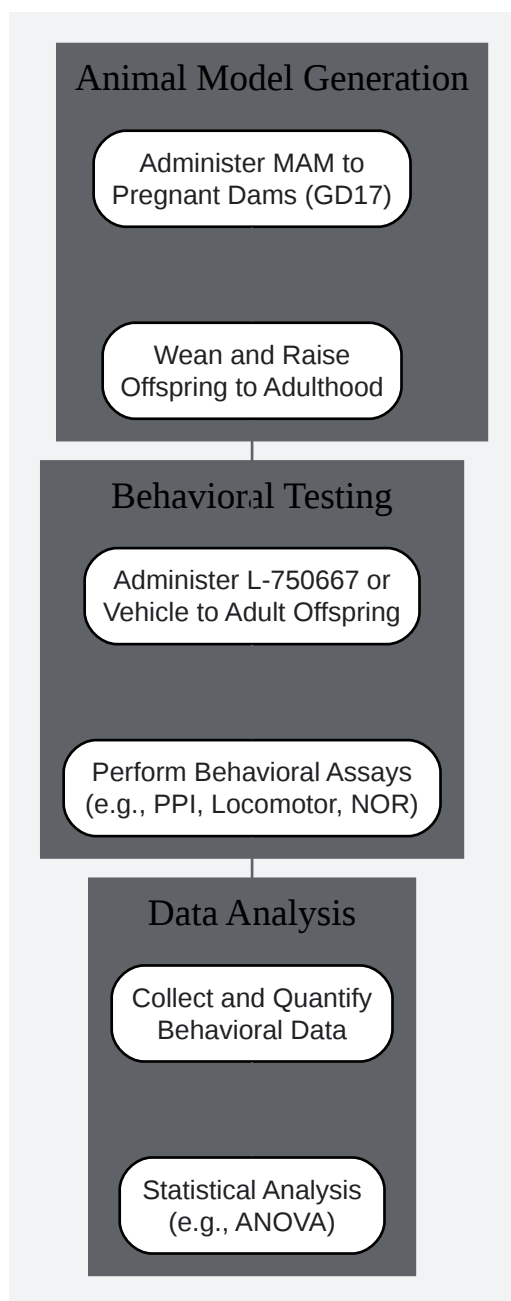 Animal Model Generation
Administer MAM to
Pregnant Dams (GD17)
Wean and Raise
Offspring to Adulthood
Behavioral Testing
Administer L-750667 or
Vehicle to Adult Offspring
Perform Behavioral Assays
(e.g., PPI, Locomotor, NOR)
Data Analysis
Collect and Quantify
Behavioral Data
Statistical Analysis
(e.g., ANOVA)